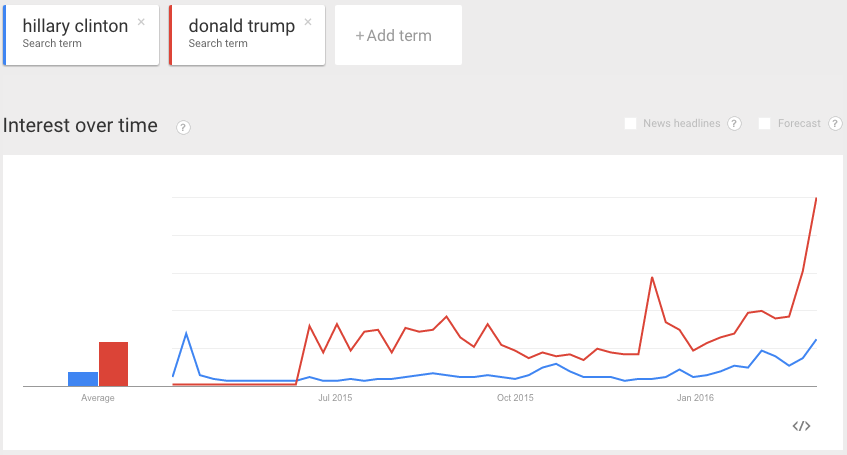 hillary clinton ×
Search term
donald trump ×
Search term
+Add term
Interest over time ?
News headlines ?
Forecast ?
Average
Jul 2015
Oct 2015
Jan 2016
</>